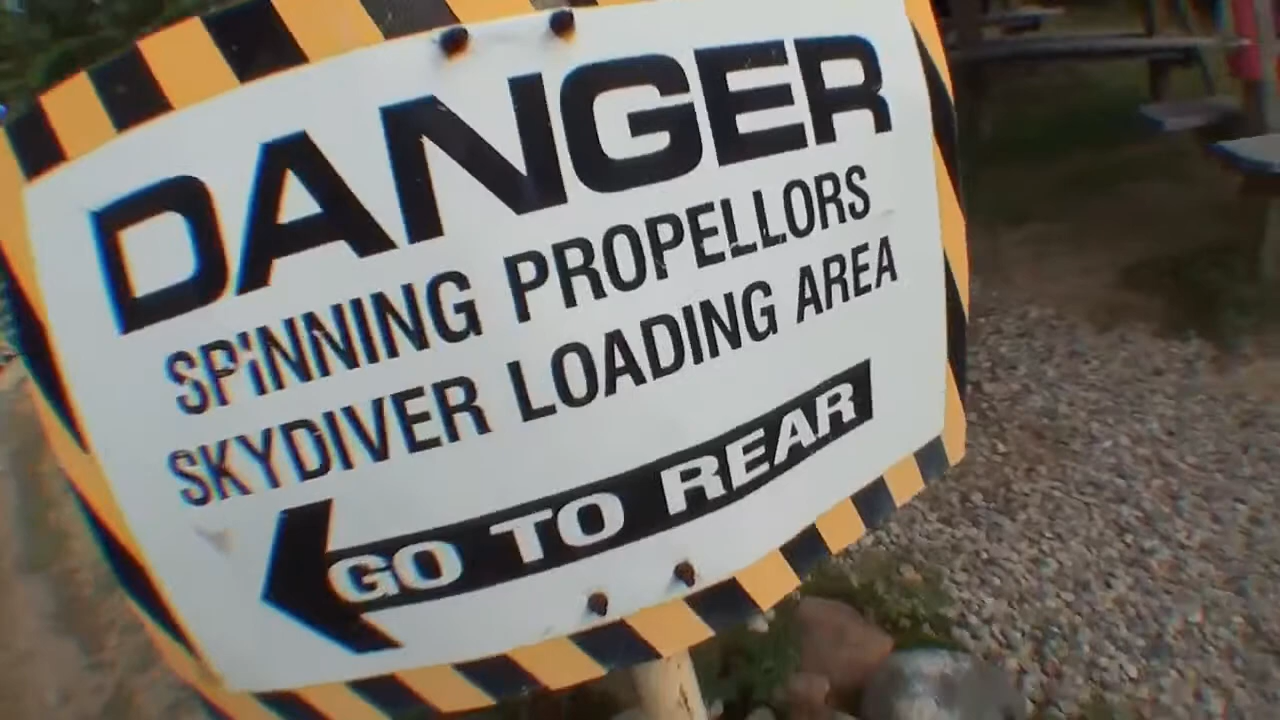 DANGER
SPINNING PROPELLORS
SKYDIVER LOADING AREA
GO TO REAR